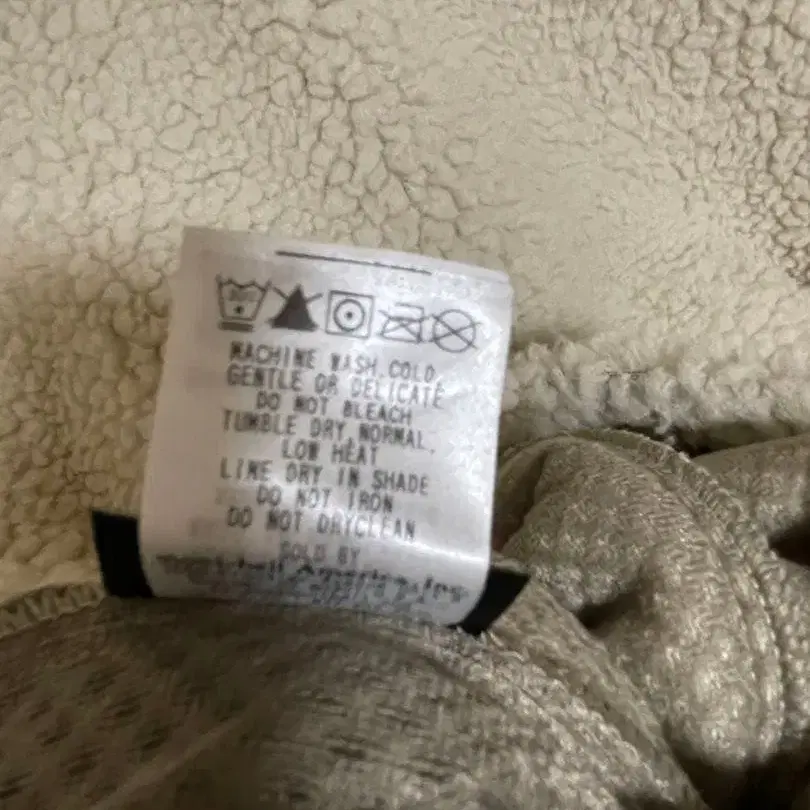 MACHINE WASH COLD
GENTLE OR DELICATE
DO NOT BLEACH
TUMBLE DRY NORMAL,
LOW HEAT
LINE DRY IN SHADE
DO NOT IRON
DO NOT DRYCLEAN
SOLD BY